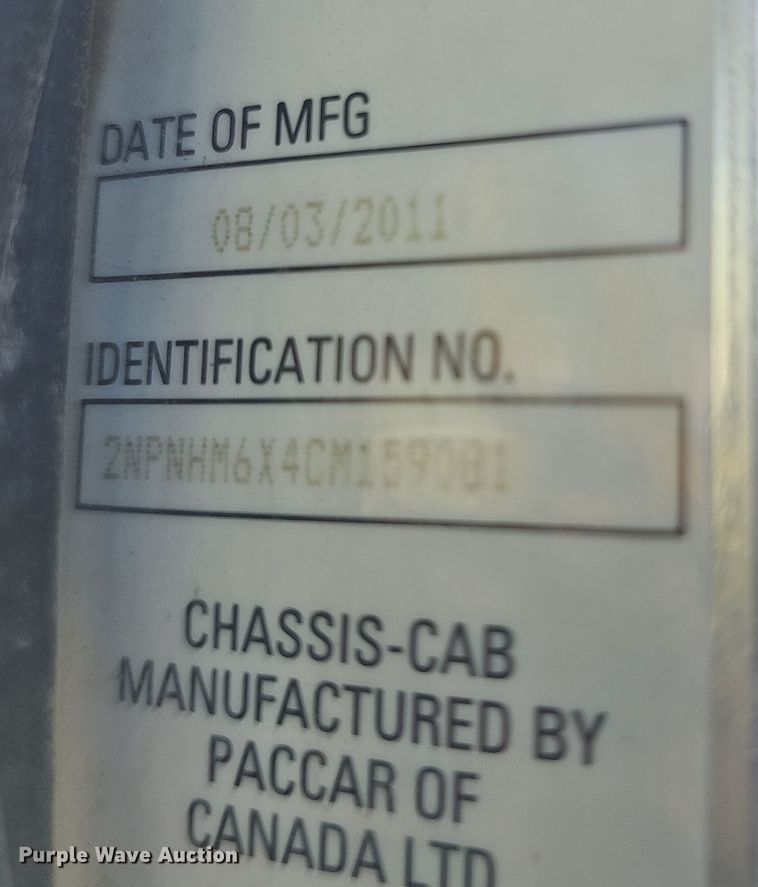 DATE OF MFG
08/03/2011
IDENTIFICATION NO.
2NPNHM6X4CM159081
CHASSIS-CAB
MANUFACTURED BY
PACCAR OF
CANADA LTD
Purple Wave Auction